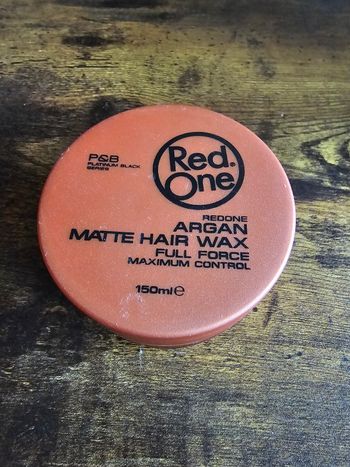 P&B
PLATINUM BLACK
SERIES
Red®
One
REDONE
ARGAN
MATTE HAIR WAX
FULL FORCE
MAXIMUM CONTROL
150ml℮